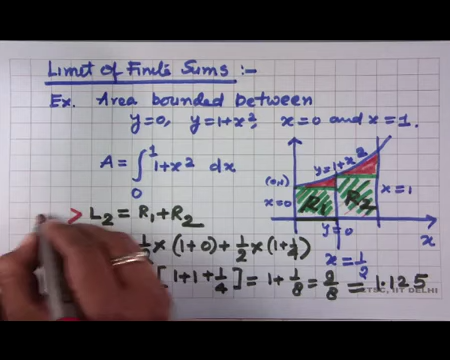 Limit of Finite Sums :-
Ex. Area bounded between
y=0, y=1+x², x=0 and x=1.
A = ∫₀¹ 1+x² dx
y=1+x²
(0,1)
x=0
R₁
R₂
x=1
y=0
x
x=1/2
> L₂ = R₁+R₂
1/2 × (1+0) + 1/2 × (1+1/4)
[1+1+1/4] = 1+1/8 = 9/8 = 1.125
ETSC, IIT DELHI